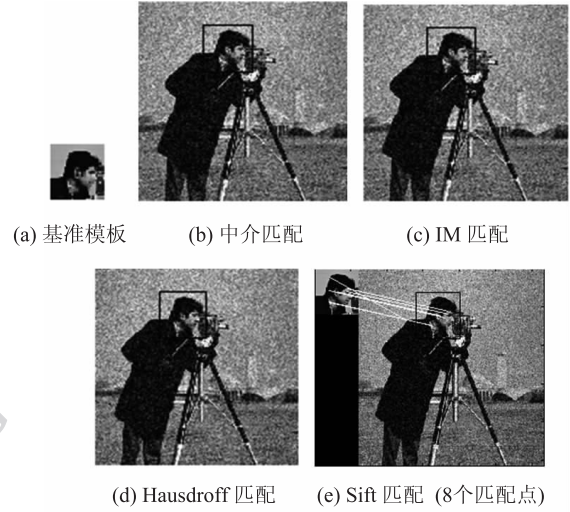 (a) 基准模板
(b) 中介匹配
(c) IM 匹配
(d) Hausdroff 匹配
(e) Sift 匹配 (8个匹配点)